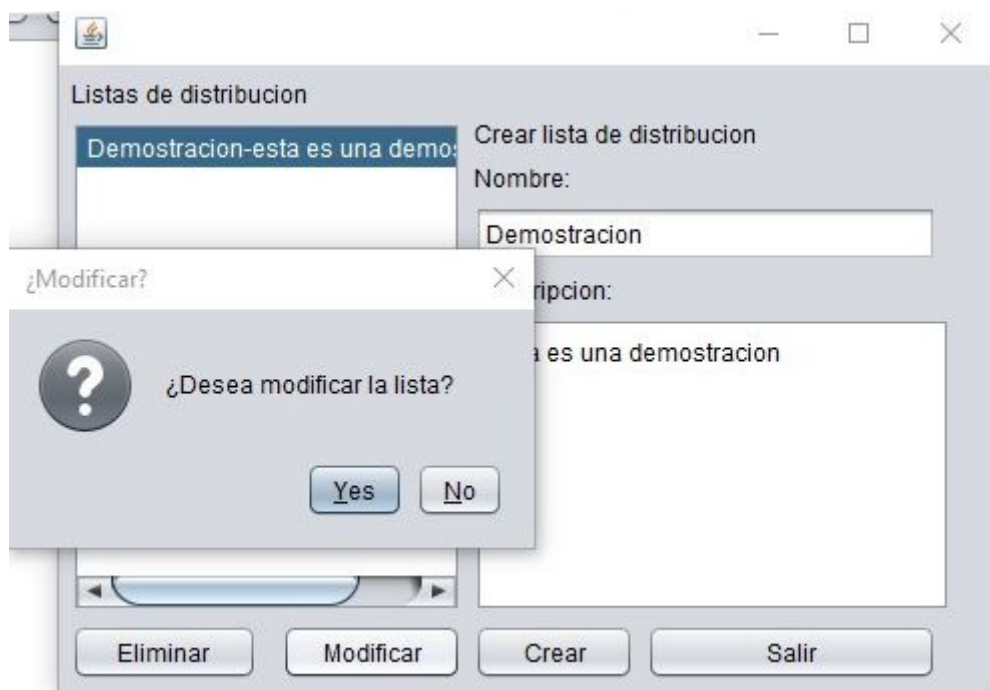 Listas de distribucion
Demostracion-esta es una demo
Crear lista de distribucion
Nombre:
Demostracion
¿Modificar?
ripcion:
es una demostracion
¿Desea modificar la lista?
Yes
No
Eliminar
Modificar
Crear
Salir